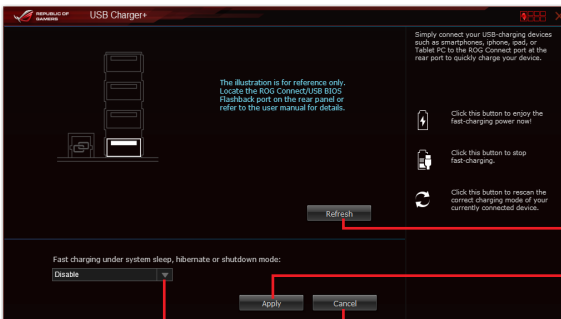 REPUBLIC OF
GAMERS
USB Charger+
Simply connect your USB-charging devices
such as smartphones, iphone, ipad, or
Tablet PC to the ROG Connect port at the
rear port to quickly charge your device.
The illustration is for reference only.
Locate the ROG Connect/USB BIOS
Flashback port on the rear panel or
refer to the user manual for details.
Click this button to enjoy the
fast-charging power now!
Click this button to stop
fast-charging.
Click this button to rescan the
correct charging mode of your
currently connected device.
Refresh
Fast charging under system sleep, hibernate or shutdown mode:
Disable
Apply
Cancel